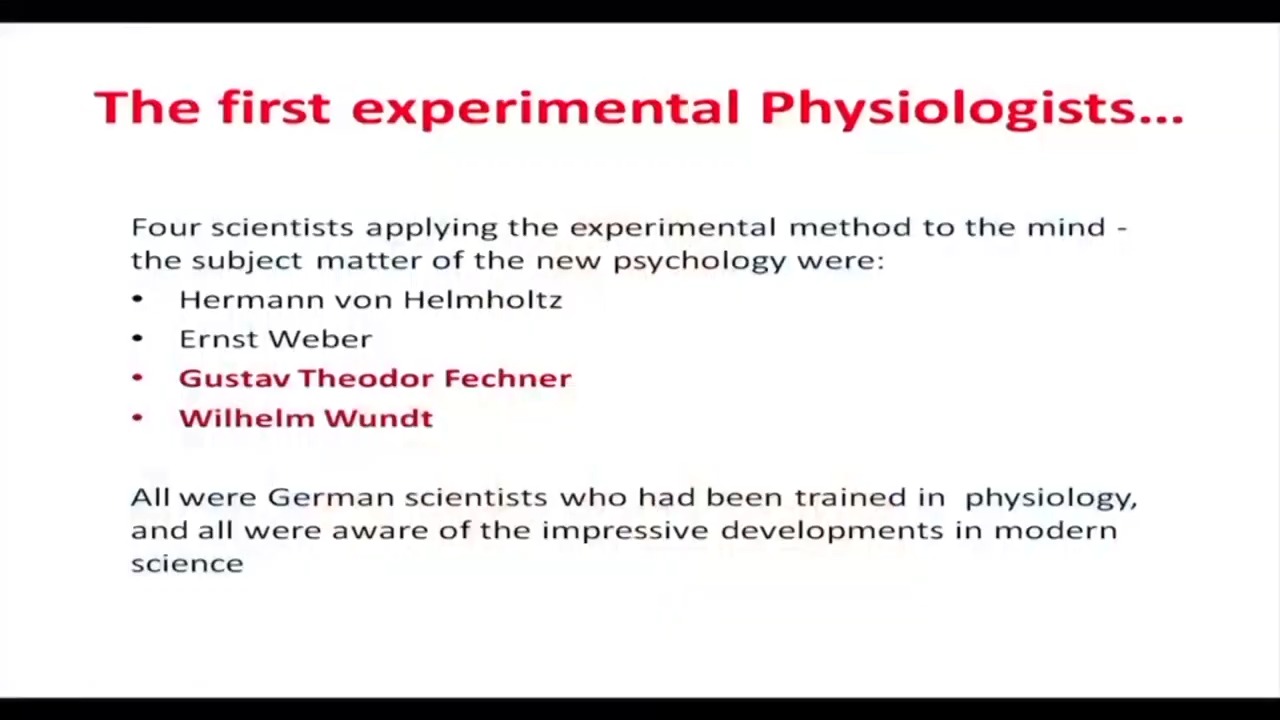 The first experimental Physiologists...
Four scientists applying the experimental method to the mind -
the subject matter of the new psychology were:
• Hermann von Helmholtz
• Ernst Weber
• Gustav Theodor Fechner
• Wilhelm Wundt
All were German scientists who had been trained in physiology,
and all were aware of the impressive developments in modern
science